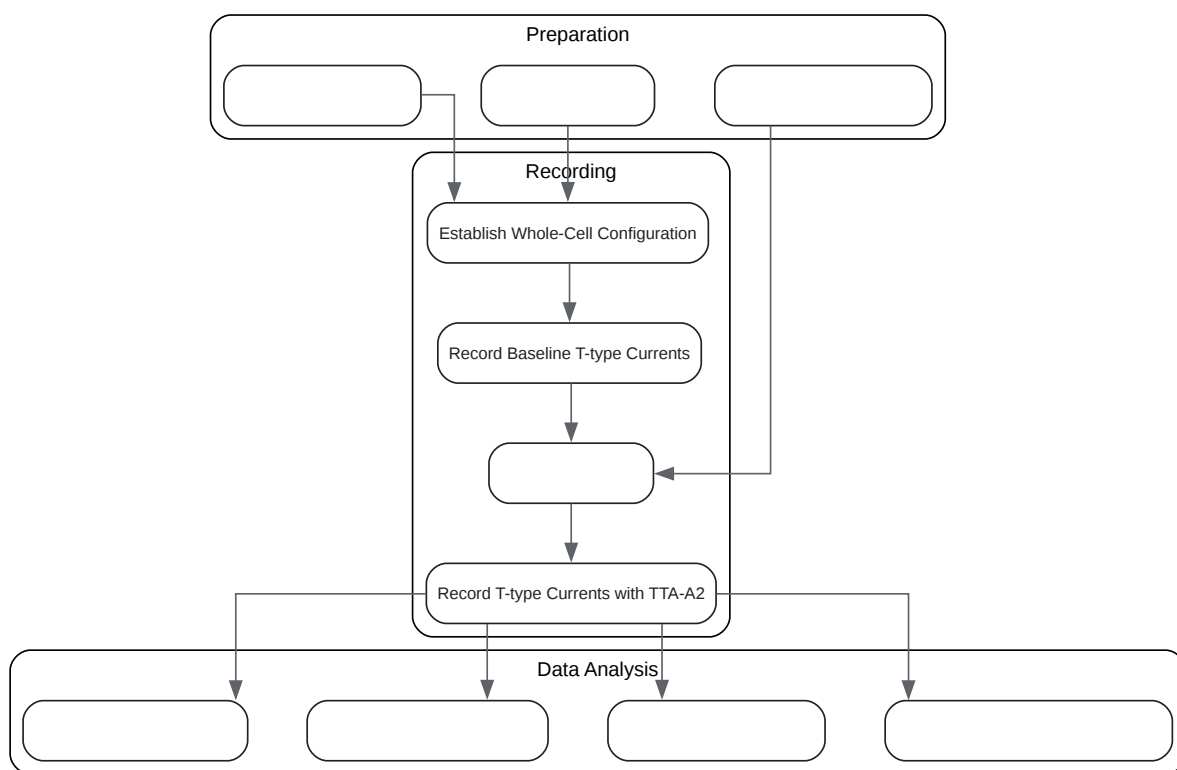 Preparation
Recording
Establish Whole-Cell Configuration
Record Baseline T-type Currents
Record T-type Currents with TTA-A2
Data Analysis